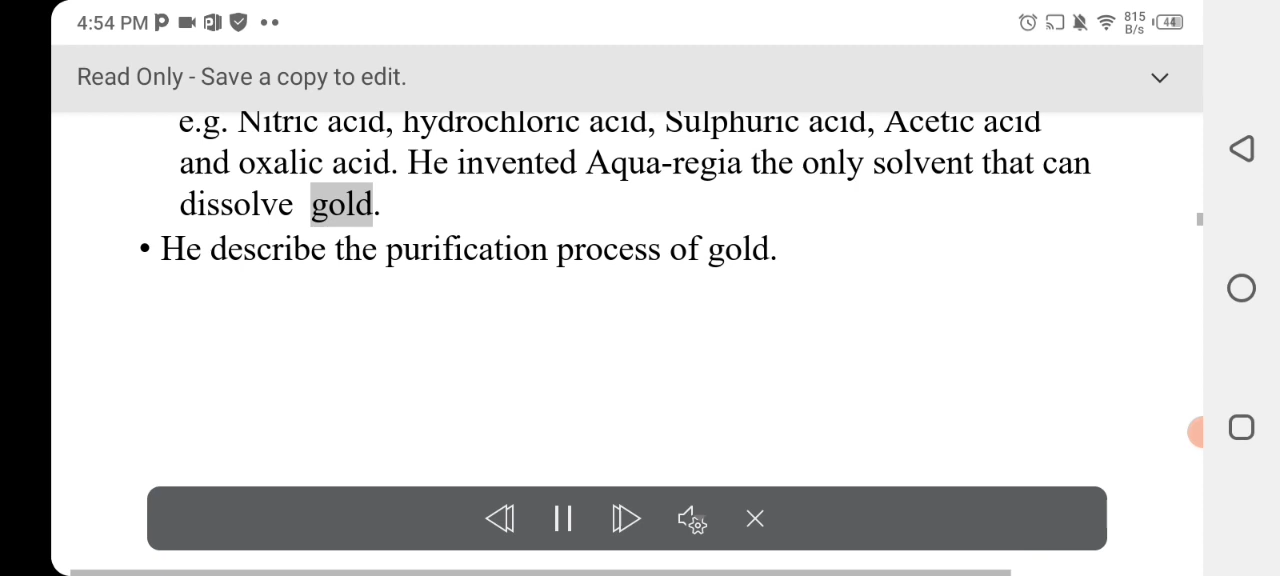 4:54 PM
815
B/s
44
Read Only - Save a copy to edit.
e.g. Nitric acid, hydrochloric acid, Sulphuric acid, Acetic acid
and oxalic acid. He invented Aqua-regia the only solvent that can
dissolve gold.
• He describe the purification process of gold.